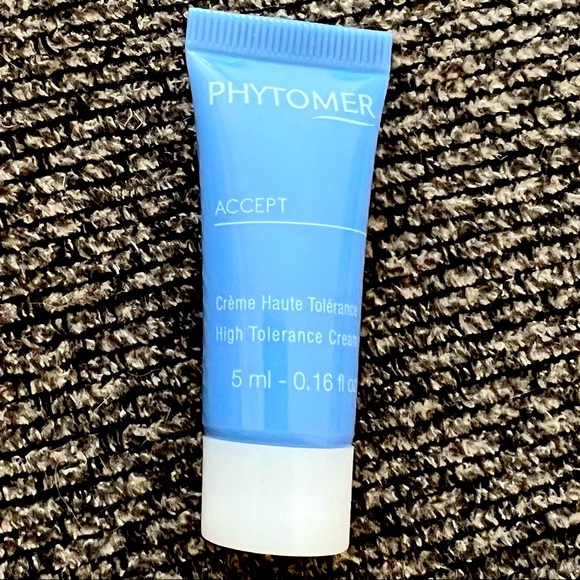 PHYTOMER
ACCEPT
Crème Haute Tolérance
High Tolerance Cream
5 ml - 0.16 fl oz